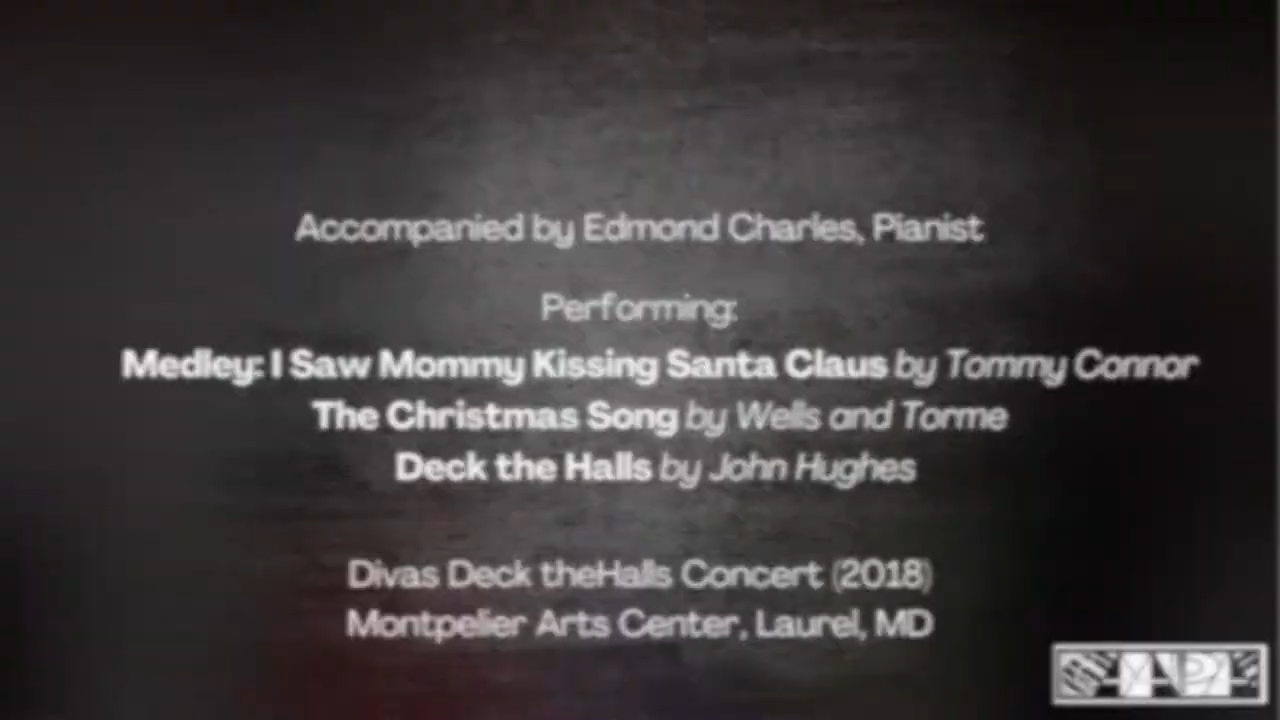 Accompanied by Edmond Charles, Pianist
Performing:
Medley: I Saw Mommy Kissing Santa Claus by Tommy Connor
The Christmas Song by Wells and Torme
Deck the Halls by John Hughes
Divas Deck theHalls Concert (2018)
Montpelier Arts Center, Laurel, MD